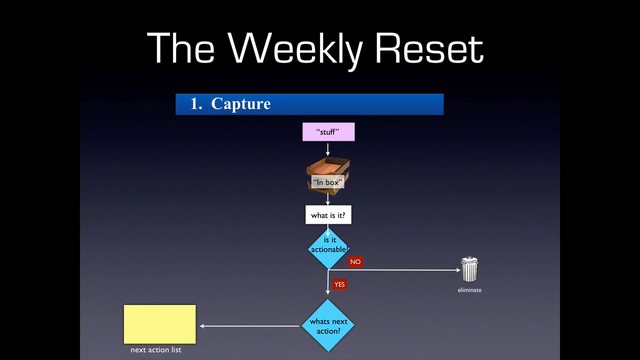 The Weekly Reset
1. Capture
“stuff”
“In box”
what is it?
is it
actionable?
NO
YES
eliminate
whats next
action?
next action list